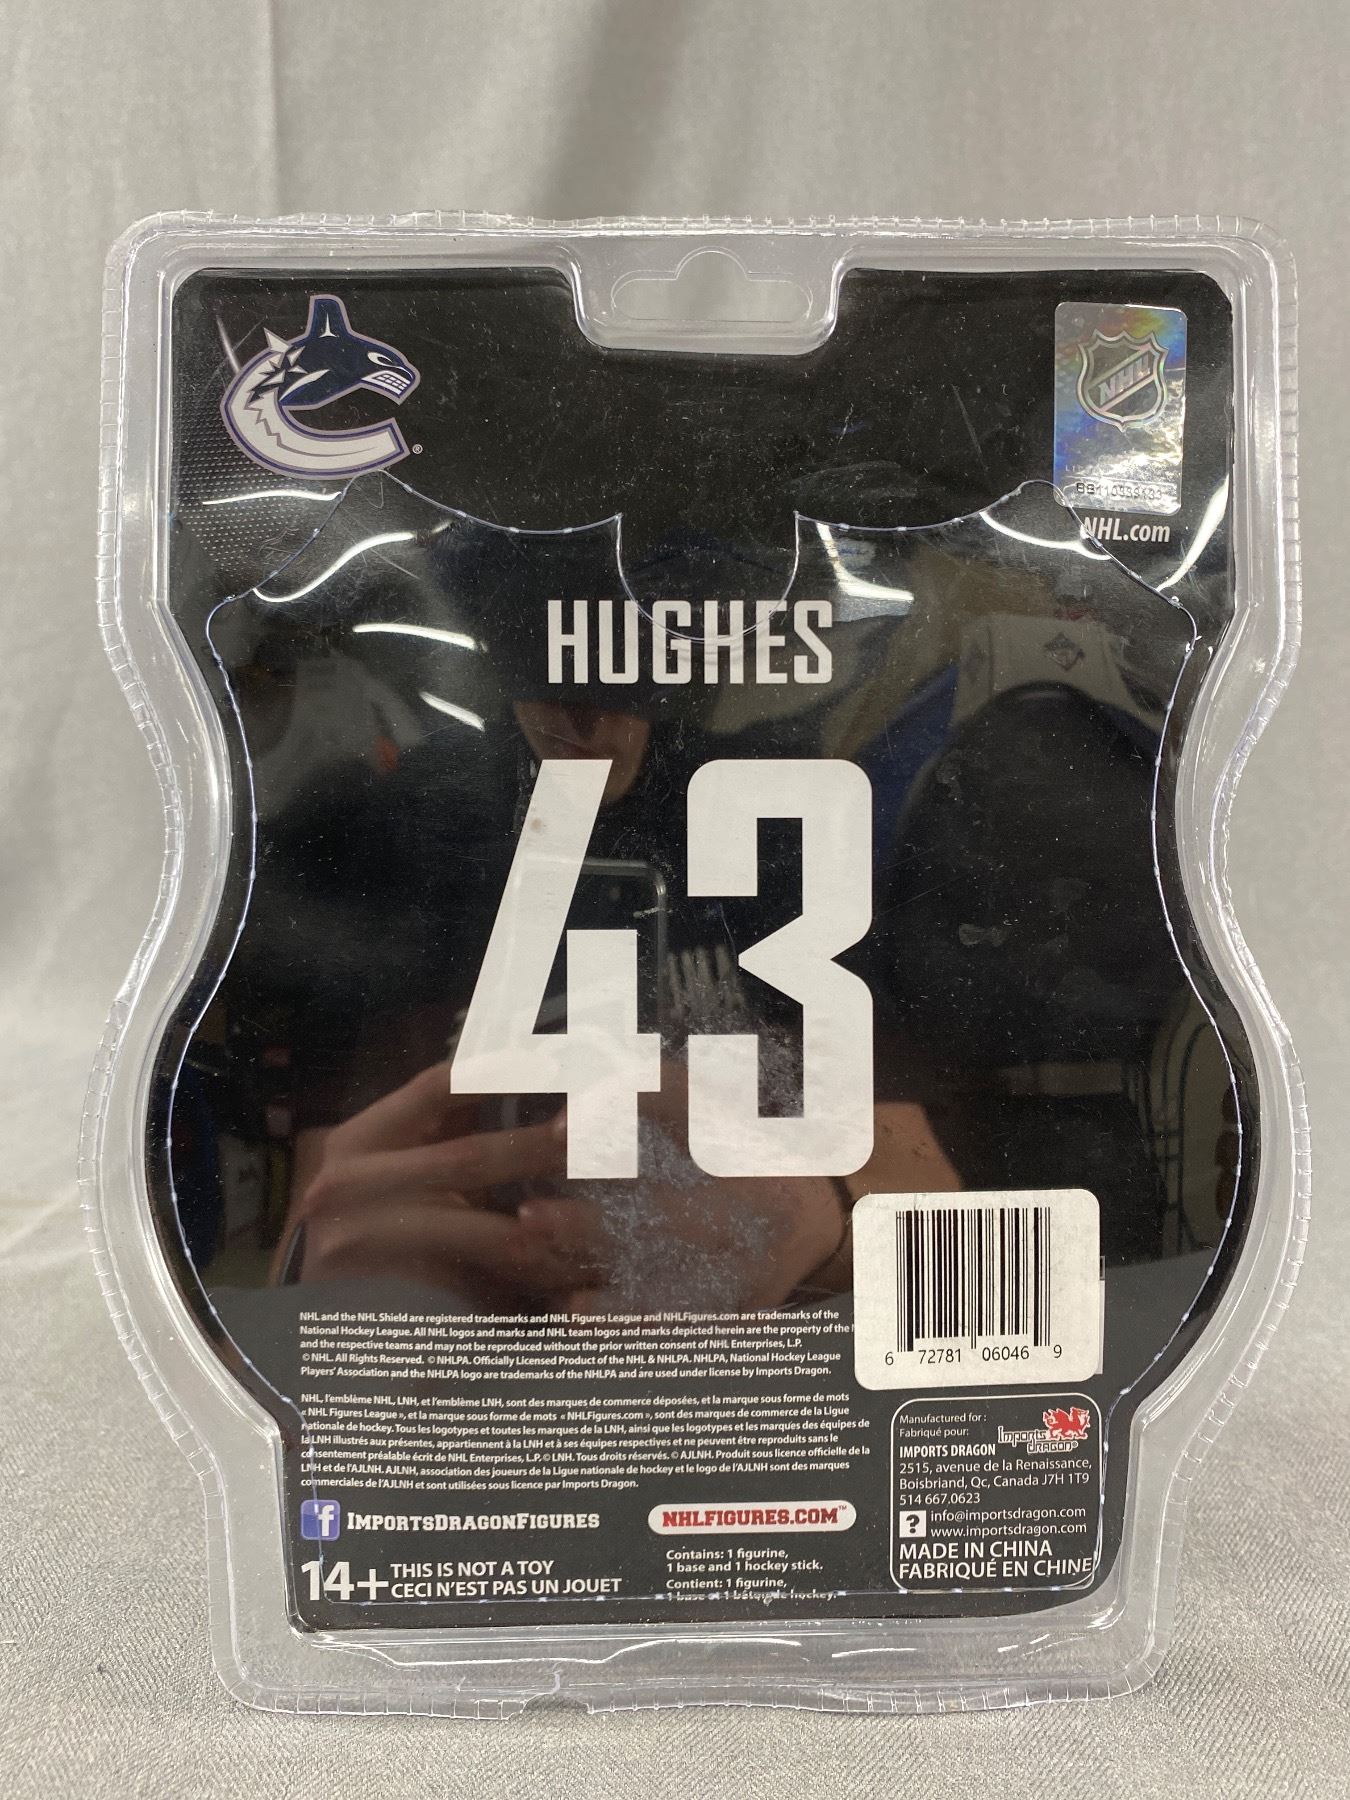 NHL
NHL.com
HUGHES
43
NHL and the NHL Shield are registered trademarks and NHL Figures League and NHLFigures.com are trademarks of the
National Hockey League. All NHL logos and marks and NHL team logos and marks depicted herein are the property of the
and the respective teams and may not be reproduced without the prior written consent of NHL Enterprises, L.P.
© NHL. All Rights Reserved. © NHLPA. Officially Licensed Product of the NHL & NHLPA. NHLPA, National Hockey League
Players' Association and the NHLPA logo are trademarks of the NHLPA and are used under license by Imports Dragon.
NHL, l'emblème NHL, LNH, et l'emblème LNH, sont des marques de commerce déposées, et la marque sous forme de mots
« NHL Figures League », et la marque sous forme de mots « NHLFigures.com », sont des marques de commerce de la Ligue
nationale de hockey. Tous les logotypes et toutes les marques de la LNH, ainsi que les logotypes et les marques des équipes de
la LNH illustrés aux présentes, appartiennent à la LNH et à ses équipes respectives et ne peuvent être reproduits sans le
consentement préalable écrit de NHL Enterprises, L.P. © LNH. Tous droits réservés. © AJLNH. Produit sous licence officielle de la
LNH et de l'AJLNH. AJLNH, association des joueurs de la Ligue nationale de hockey et le logo de l'AJLNH sont des marques
commerciales de l'AJLNH et sont utilisées sous licence par Imports Dragon.
f IMPORTSDRAGONFIGURES
NHLFIGURES.COM™
14+ THIS IS NOT A TOY
CECI N'EST PAS UN JOUET
Contains: 1 figurine,
1 base and 1 hockey stick.
Contient: 1 figurine,
1 base et 1 bâton de hockey.
6 72781 06046 9
Manufactured for :
Fabriqué pour:
Imports DRAGON®
IMPORTS DRAGON
2515, avenue de la Renaissance,
Boisbriand, Qc, Canada J7H 1T9
514 667.0623
? info@importsdragon.com
www.importsdragon.com
MADE IN CHINA
FABRIQUÉ EN CHINE